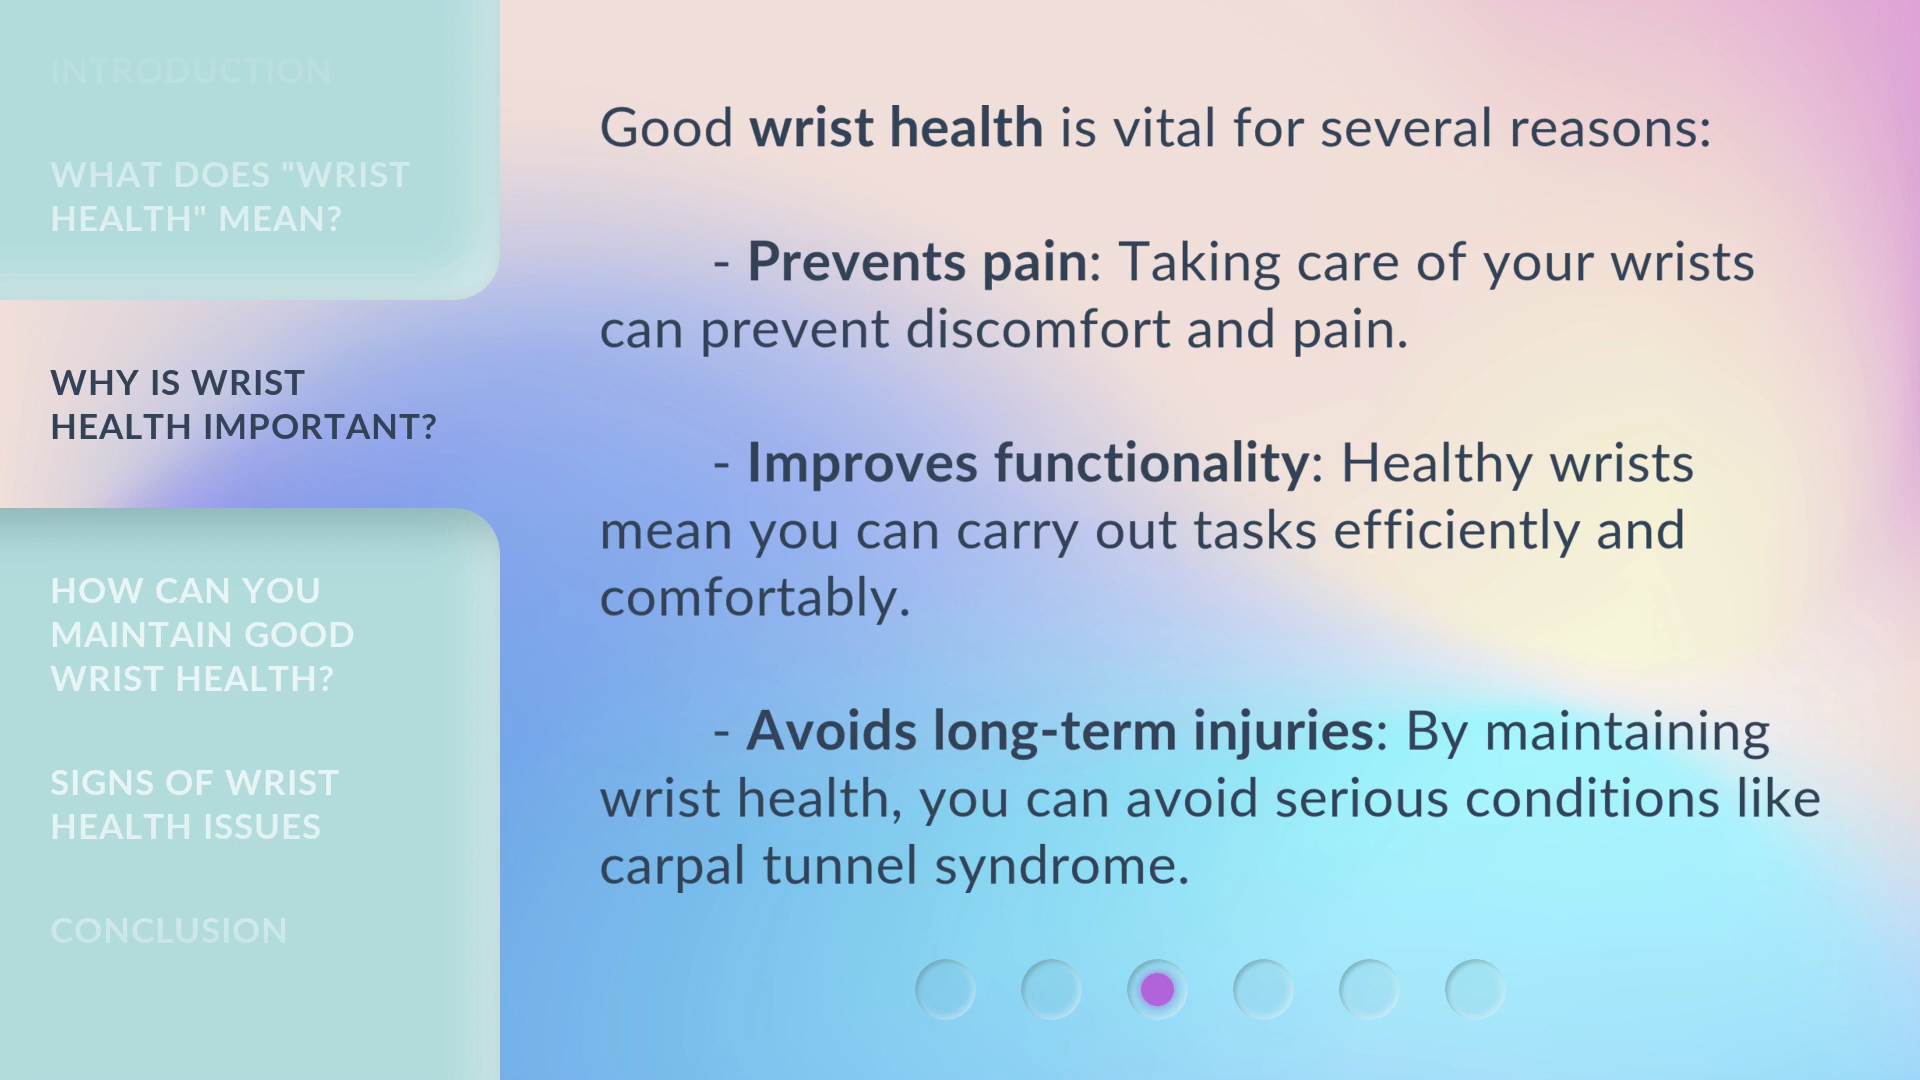 INTRODUCTION
WHAT DOES "WRIST
HEALTH" MEAN?
WHY IS WRIST
HEALTH IMPORTANT?
HOW CAN YOU
MAINTAIN GOOD
WRIST HEALTH?
SIGNS OF WRIST
HEALTH ISSUES
CONCLUSION
Good wrist health is vital for several reasons:
- Prevents pain: Taking care of your wrists
can prevent discomfort and pain.
- Improves functionality: Healthy wrists
mean you can carry out tasks efficiently and
comfortably.
- Avoids long-term injuries: By maintaining
wrist health, you can avoid serious conditions like
carpal tunnel syndrome.